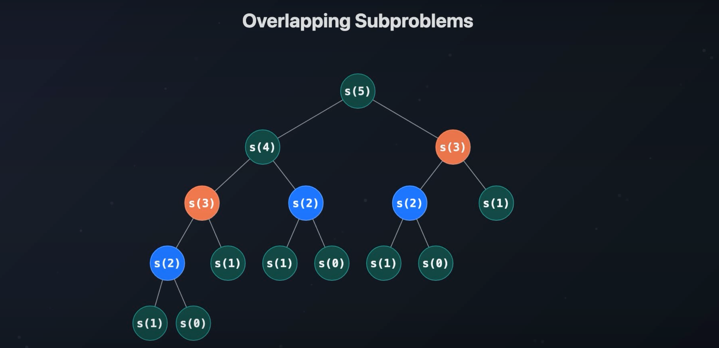 Overlapping Subproblems
s(5)
s(4) s(3)
s(3) s(2) s(2) s(1)
s(2) s(1) s(1) s(0) s(1) s(0)
s(1) s(0)